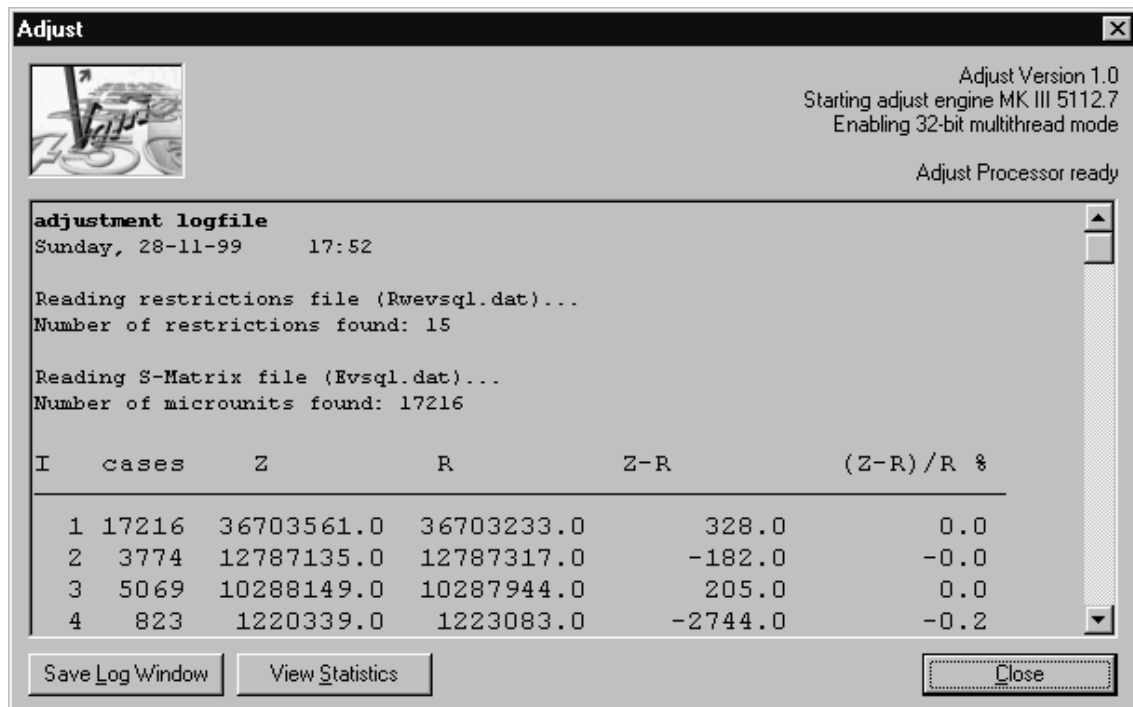 Adjust
Adjust Version 1.0
Starting adjust engine MK III 5112.7
Enabling 32-bit multithread mode
Adjust Processor ready
adjustment logfile
Sunday, 28-11-99 17:52
Reading restrictions file (Rwevsql.dat)...
Number of restrictions found: 15
Reading S-Matrix file (Evsql.dat)...
Number of microunits found: 17216
I cases Z R Z-R (Z-R)/R %
1 17216 36703561.0 36703233.0 328.0 0.0
2 3774 12787135.0 12787317.0 -182.0 -0.0
3 5069 10288149.0 10287944.0 205.0 0.0
4 823 1220339.0 1223083.0 -2744.0 -0.2
Save Log Window View Statistics Close